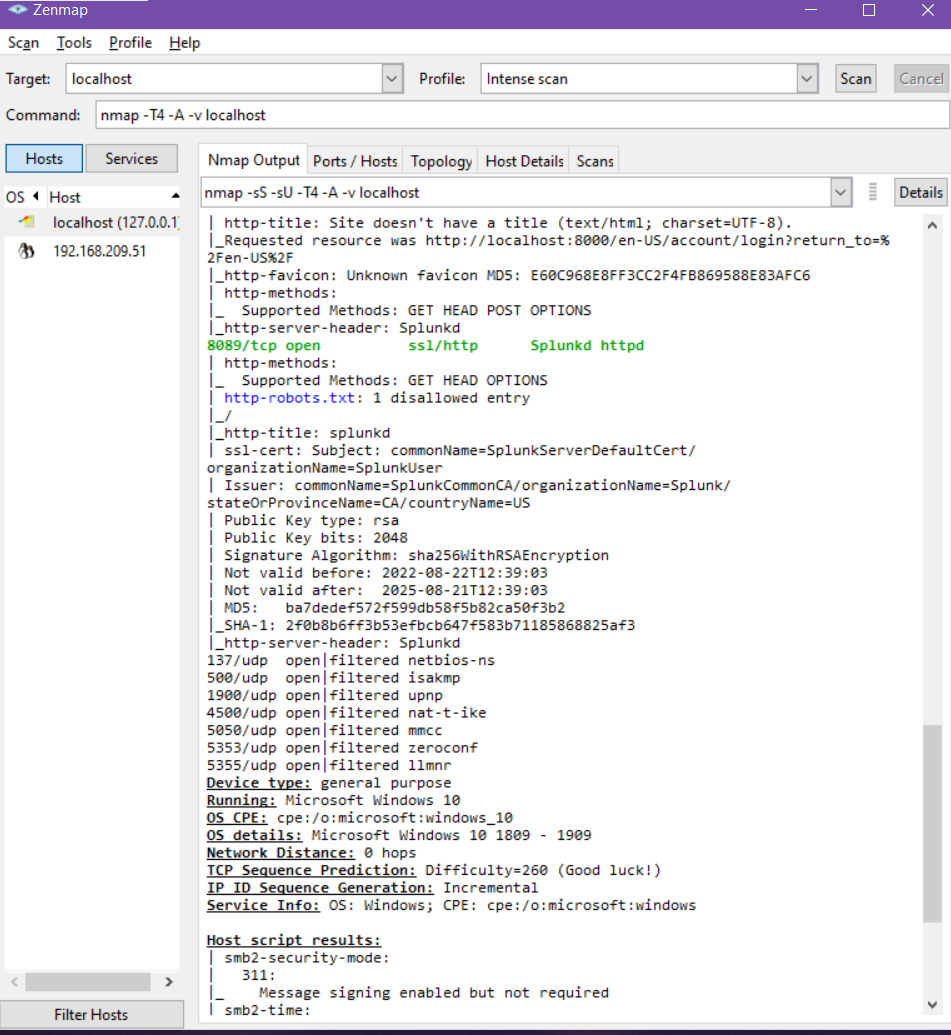 Zenmap
Scan Tools Profile Help
Target: localhost Profile: Intense scan Scan Cancel
Command: nmap -T4 -A -v localhost
Hosts Services
Nmap Output Ports / Hosts Topology Host Details Scans
OS Host
nmap -sS -sU -T4 -A -v localhost Details
localhost (127.0.0.1)
192.168.209.51
| http-title: Site doesn't have a title (text/html; charset=UTF-8).
|_Requested resource was http://localhost:8000/en-US/account/login?return_to=%
2Fen-US%2F
|_http-favicon: Unknown favicon MD5: E60C968E8FF3CC2F4FB869588E83AFC6
| http-methods:
|_  Supported Methods: GET HEAD POST OPTIONS
|_http-server-header: Splunkd
8089/tcp open          ssl/http      Splunkd httpd
| http-methods:
|_  Supported Methods: GET HEAD OPTIONS
| http-robots.txt: 1 disallowed entry
|_/
|_http-title: splunkd
| ssl-cert: Subject: commonName=SplunkServerDefaultCert/
organizationName=SplunkUser
| Issuer: commonName=SplunkCommonCA/organizationName=Splunk/
stateOrProvinceName=CA/countryName=US
| Public Key type: rsa
| Public Key bits: 2048
| Signature Algorithm: sha256WithRSAEncryption
| Not valid before: 2022-08-22T12:39:03
| Not valid after:  2025-08-21T12:39:03
| MD5:   ba7dedef572f599db58f5b82ca50f3b2
|_SHA-1: 2f0b8b6ff3b53efbcb647f583b71185868825af3
|_http-server-header: Splunkd
137/udp  open|filtered netbios-ns
500/udp  open|filtered isakmp
1900/udp open|filtered upnp
4500/udp open|filtered nat-t-ike
5050/udp open|filtered mmcc
5353/udp open|filtered zeroconf
5355/udp open|filtered llmnr
Device type: general purpose
Running: Microsoft Windows 10
OS CPE: cpe:/o:microsoft:windows_10
OS details: Microsoft Windows 10 1809 - 1909
Network Distance: 0 hops
TCP Sequence Prediction: Difficulty=260 (Good luck!)
IP ID Sequence Generation: Incremental
Service Info: OS: Windows; CPE: cpe:/o:microsoft:windows
Host script results:
| smb2-security-mode:
|   311:
|_    Message signing enabled but not required
| smb2-time:
Filter Hosts